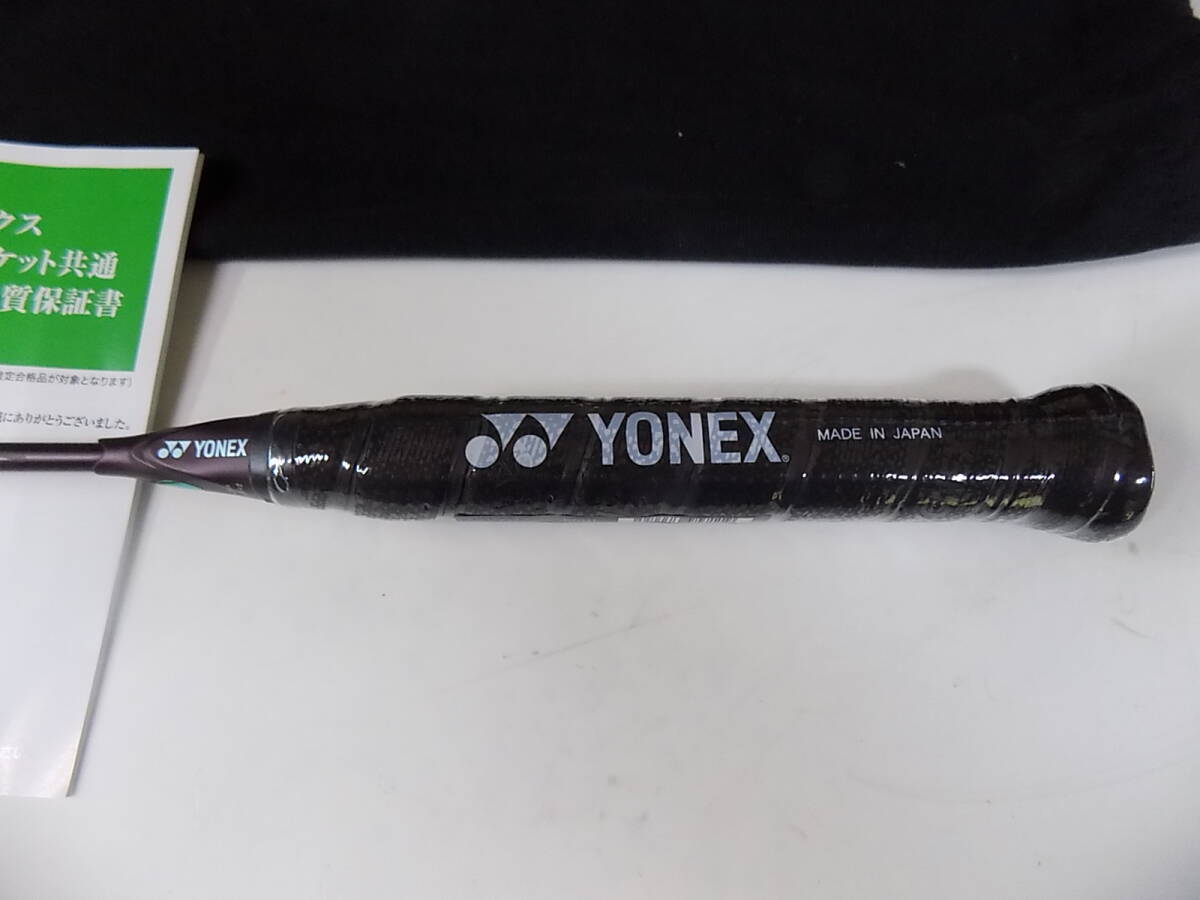 クス
ケット共通
質保証書
定合格品が対象となります）
にありがとうございました。
YONEX
YONEX
MADE IN JAPAN
さい